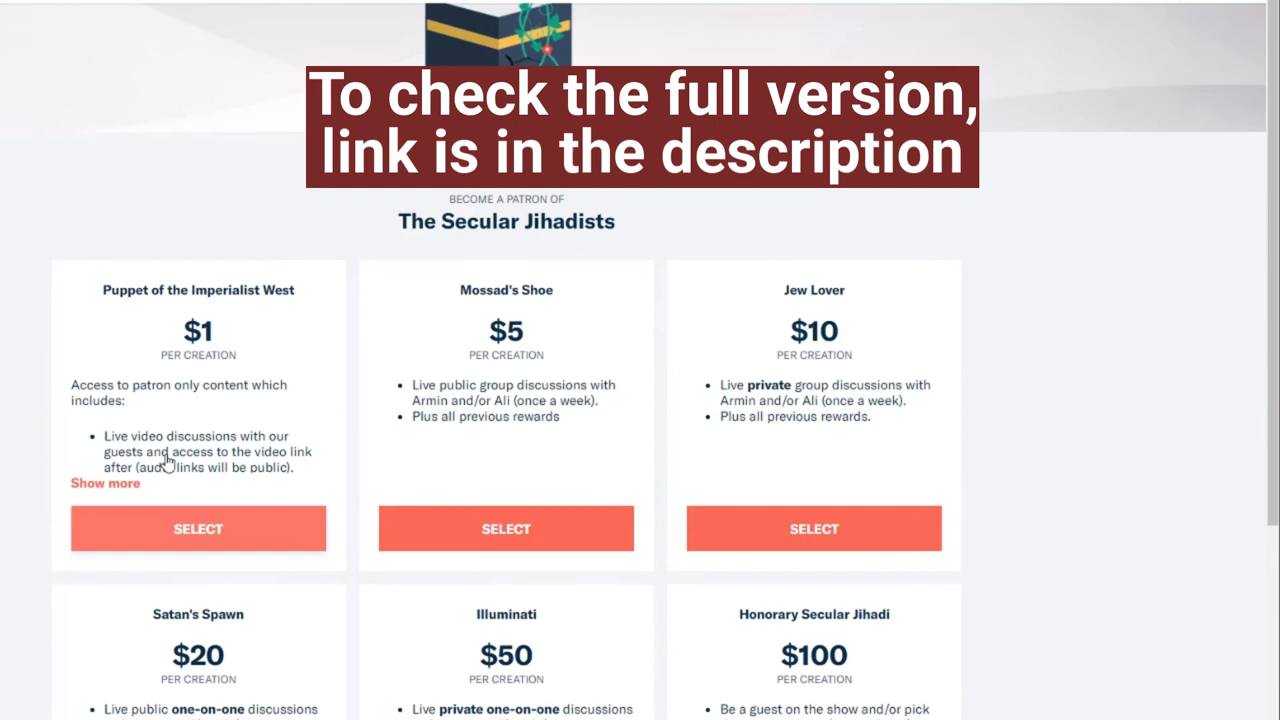 To check the full version,
link is in the description
BECOME A PATRON OF
The Secular Jihadists
Puppet of the Imperialist West
$1
PER CREATION
Access to patron only content which
includes:
• Live video discussions with our
guests and access to the video link
after (aud links will be public).
Show more
SELECT
Mossad's Shoe
$5
PER CREATION
• Live public group discussions with
Armin and/or Ali (once a week).
• Plus all previous rewards
SELECT
Jew Lover
$10
PER CREATION
• Live private group discussions with
Armin and/or Ali (once a week).
• Plus all previous rewards.
SELECT
Satan's Spawn
$20
PER CREATION
• Live public one-on-one discussions
Illuminati
$50
PER CREATION
• Live private one-on-one discussions
Honorary Secular Jihadi
$100
PER CREATION
• Be a guest on the show and/or pick